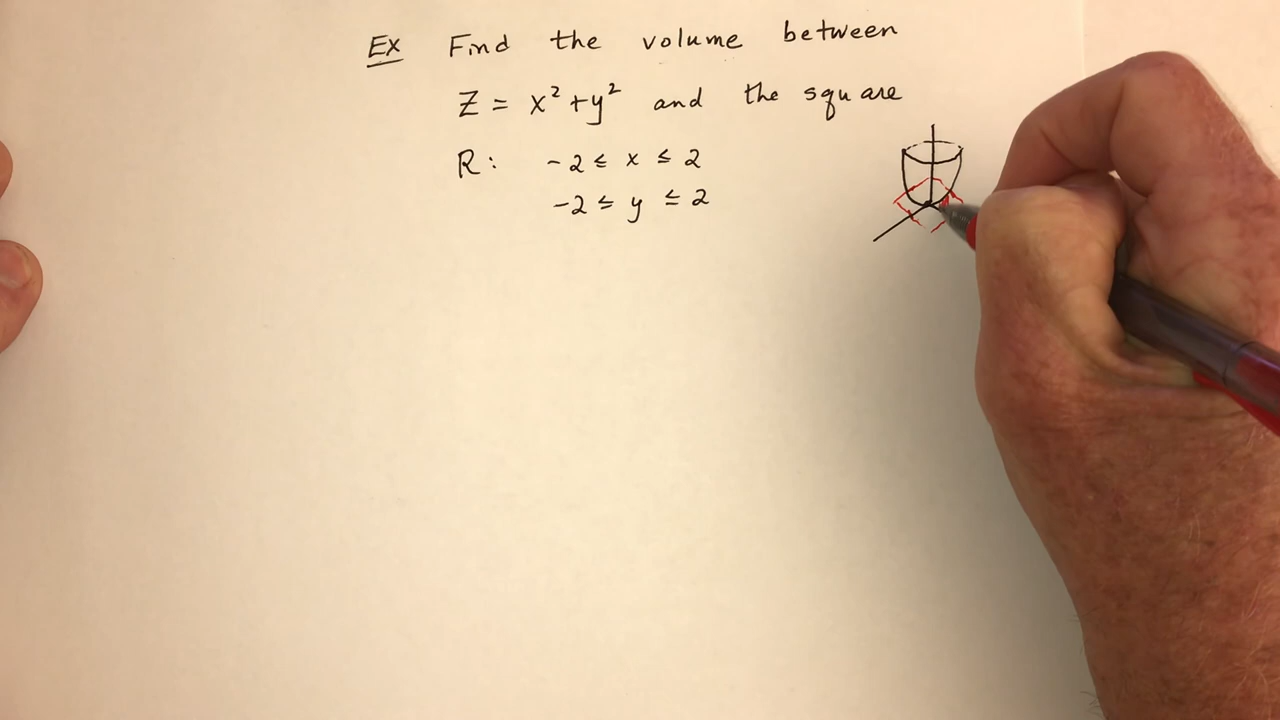 Ex Find the volume between
Z = x² + y² and the square
R: -2 ≤ x ≤ 2
-2 ≤ y ≤ 2